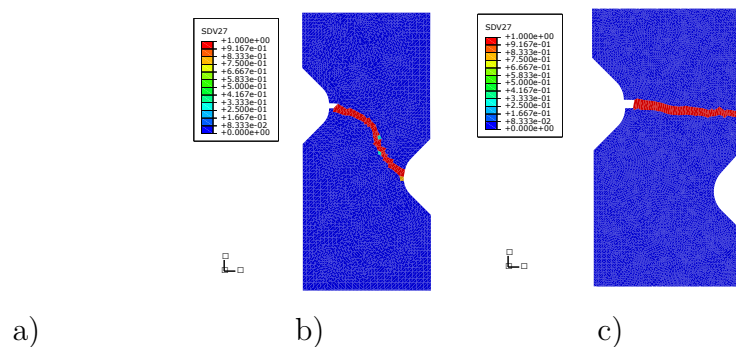 SDV27
+1.000e+00
+9.167e-01
+8.333e-01
+7.500e-01
+6.667e-01
+5.833e-01
+5.000e-01
+4.167e-01
+3.333e-01
+2.500e-01
+1.667e-01
+8.333e-02
+0.000e+00
SDV27
+1.000e+00
+9.167e-01
+8.333e-01
+7.500e-01
+6.667e-01
+5.833e-01
+5.000e-01
+4.167e-01
+3.333e-01
+2.500e-01
+1.667e-01
+8.333e-02
+0.000e+00
a) b) c)